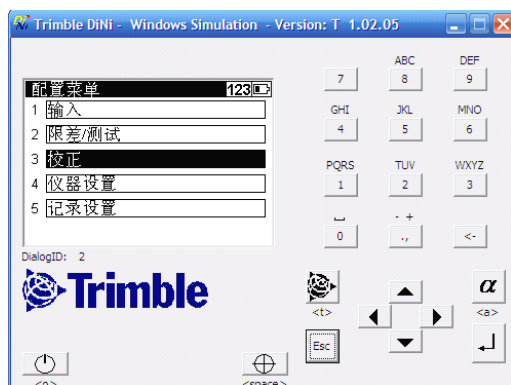 Trimble DiNi - Windows Simulation - Version: T 1.02.05
配置菜单 123
1 输入
2 限差/测试
3 校正
4 仪器设置
5 记录设置
DialogID: 2
Trimble
ABC DEF
7 8 9
GHI JKL MNO
4 5 6
PQRS TUV WXYZ
1 2 3
- +
0 ., <-
α
<t> <a>
Esc
<o> <space>